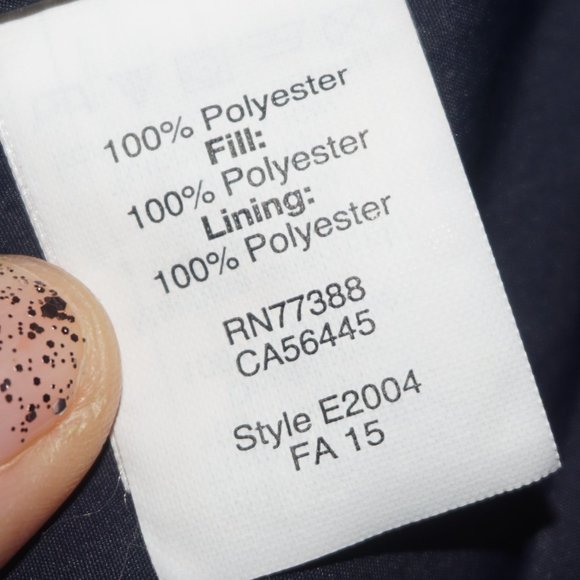 100% Polyester
Fill:
100% Polyester
Lining:
100% Polyester
RN77388
CA56445
Style E2004
FA 15